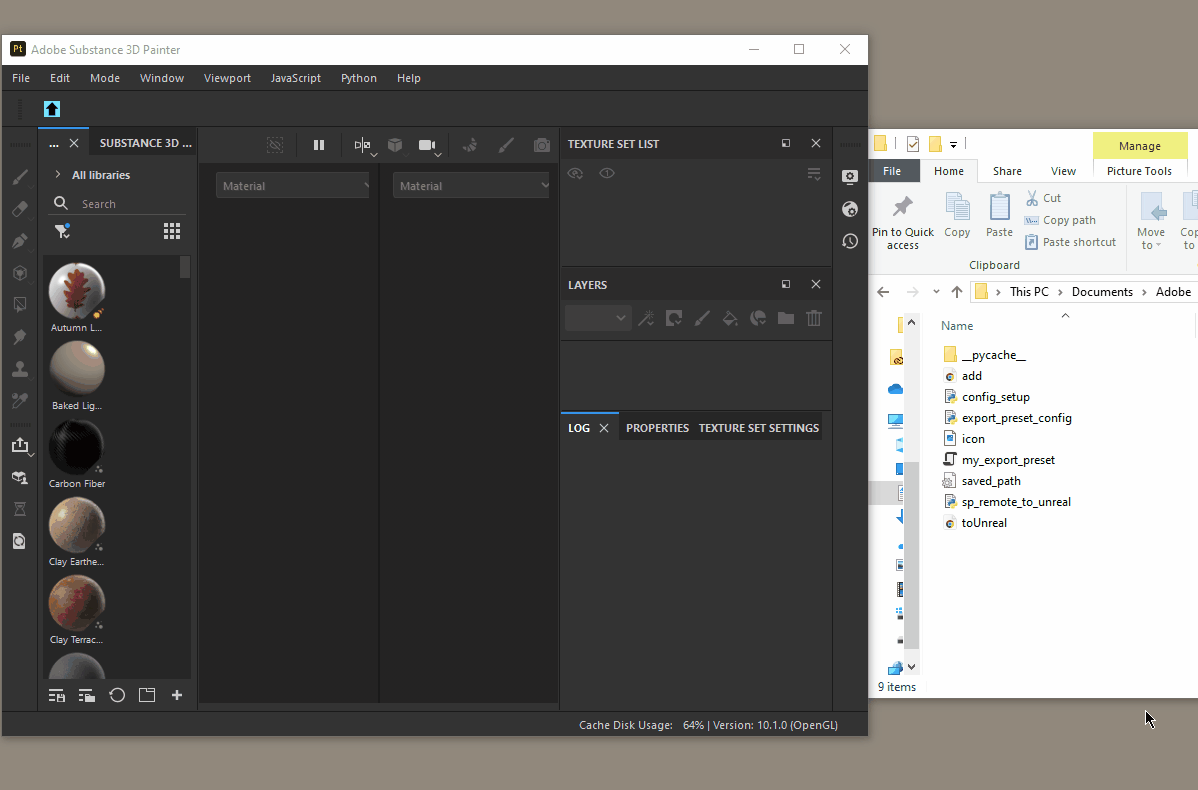 Pt Adobe Substance 3D Painter
File Edit Mode Window Viewport JavaScript Python Help
... SUBSTANCE 3D ...
All libraries
Search
Autumn L...
Baked Lig...
Carbon Fiber
Clay Earthe...
Clay Terrac...
Material
Material
TEXTURE SET LIST
LAYERS
LOG PROPERTIES TEXTURE SET SETTINGS
Cache Disk Usage: 64% | Version: 10.1.0 (OpenGL)
Manage
File Home Share View Picture Tools
Pin to Quick
access
Copy
Paste
Cut
Copy path
Paste shortcut
Move
to
Cop
to
Clipboard
This PC Documents Adobe
Name
__pycache__
add
config_setup
export_preset_config
icon
my_export_preset
saved_path
sp_remote_to_unreal
toUnreal
9 items